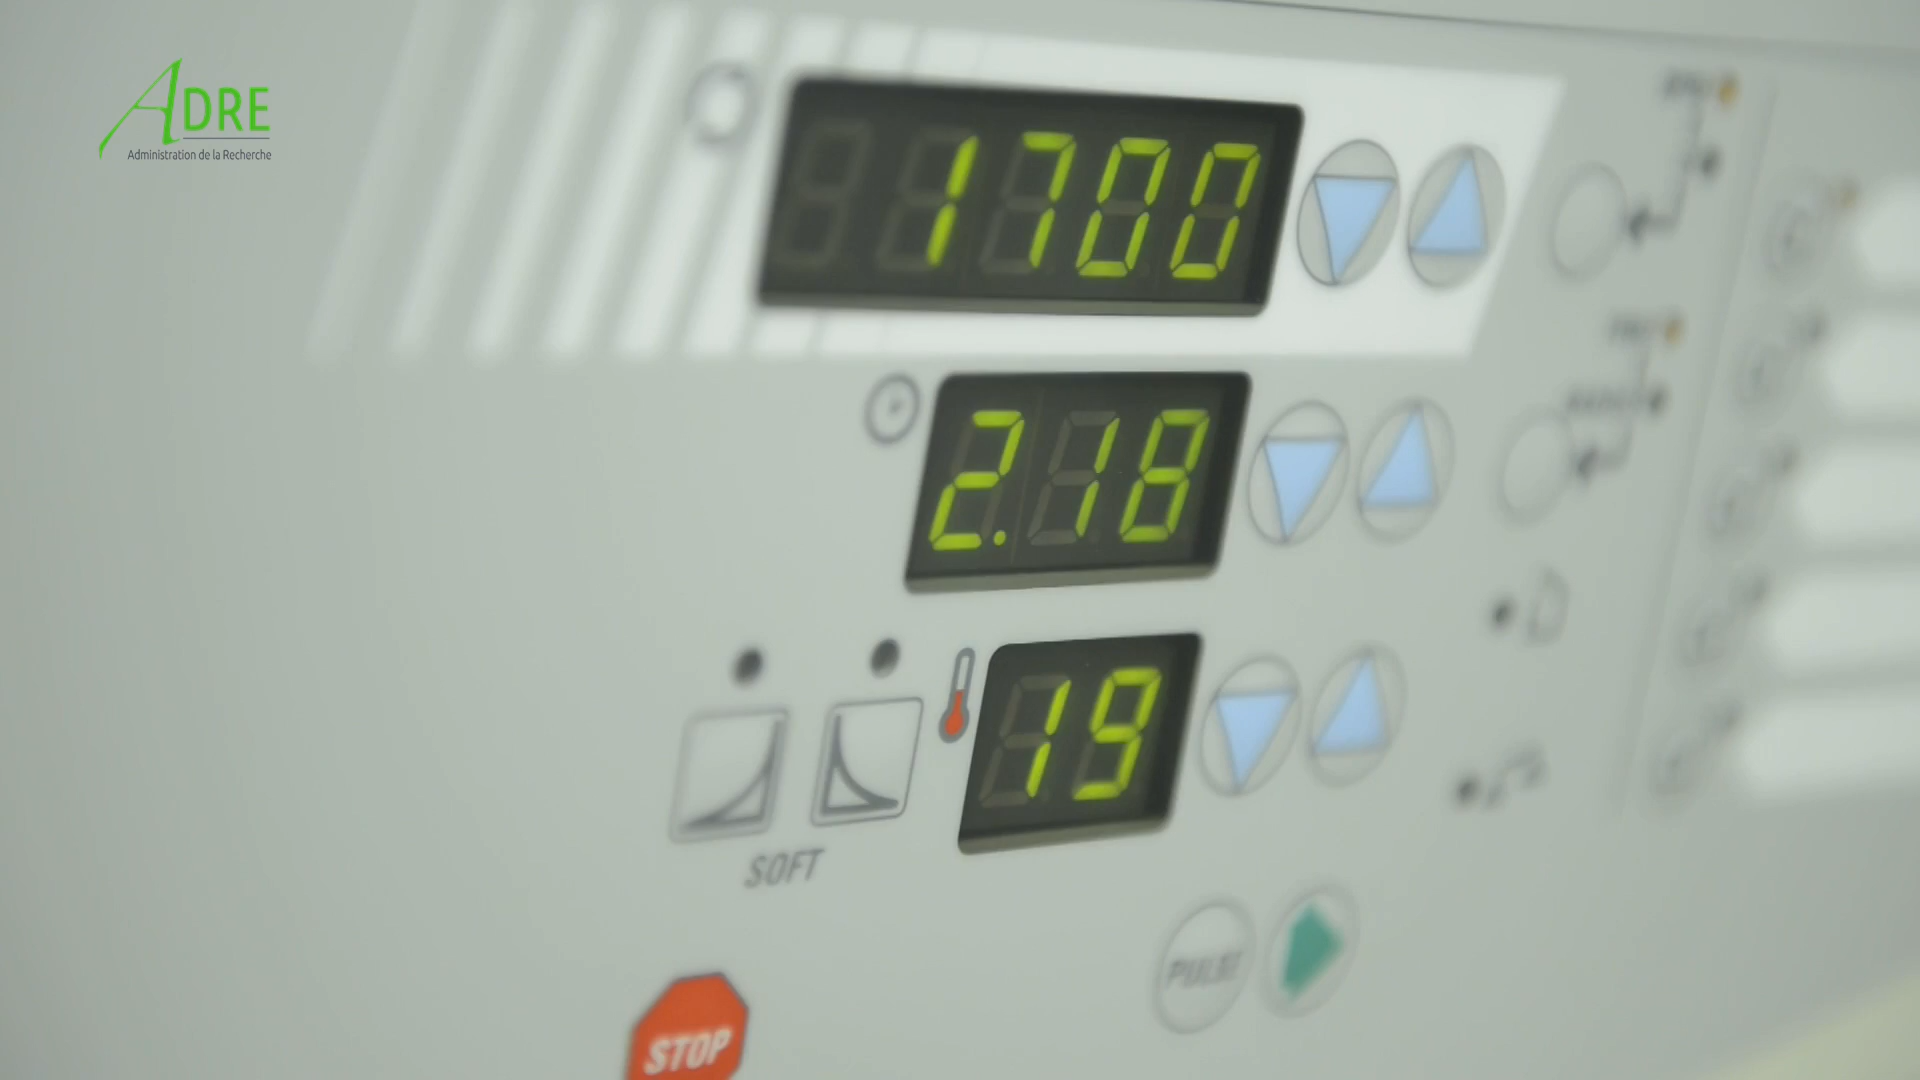 ADRE
Administration de la Recherche
1700
2.18
19
SOFT
PULSE
STOP